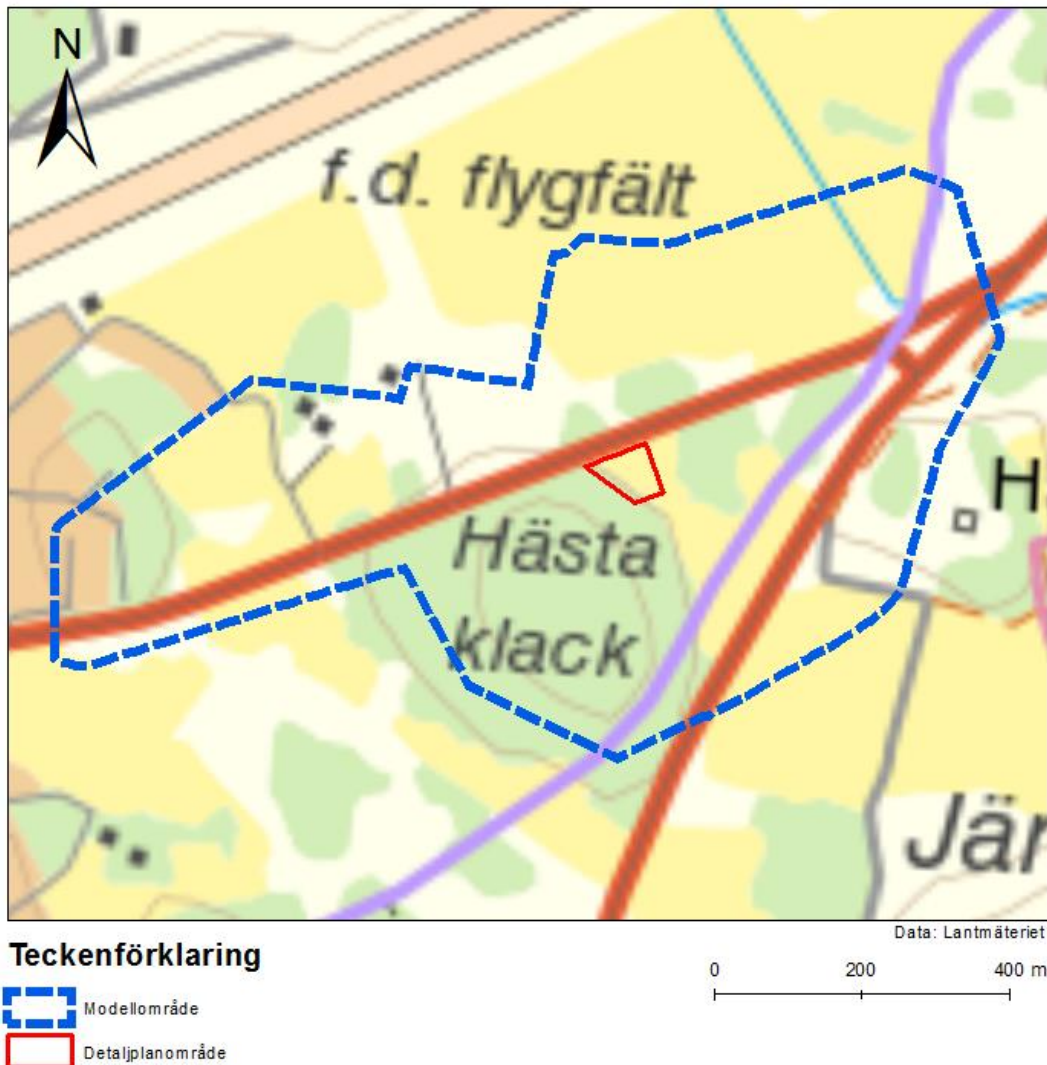 N
f.d. flygfält
H
Hästa
klack
Jär
Data: Lantmäteriet
Teckenförklaring
0 200 400 m
Modellområde
Detaljplanområde